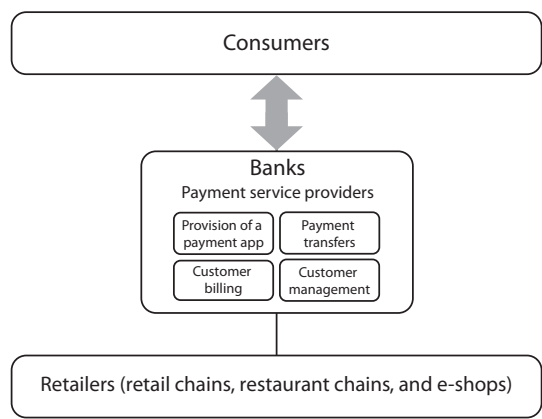 Consumers
Banks
Payment service providers
Provision of a
payment app
Payment
transfers
Customer
billing
Customer
management
Retailers (retail chains, restaurant chains, and e-shops)